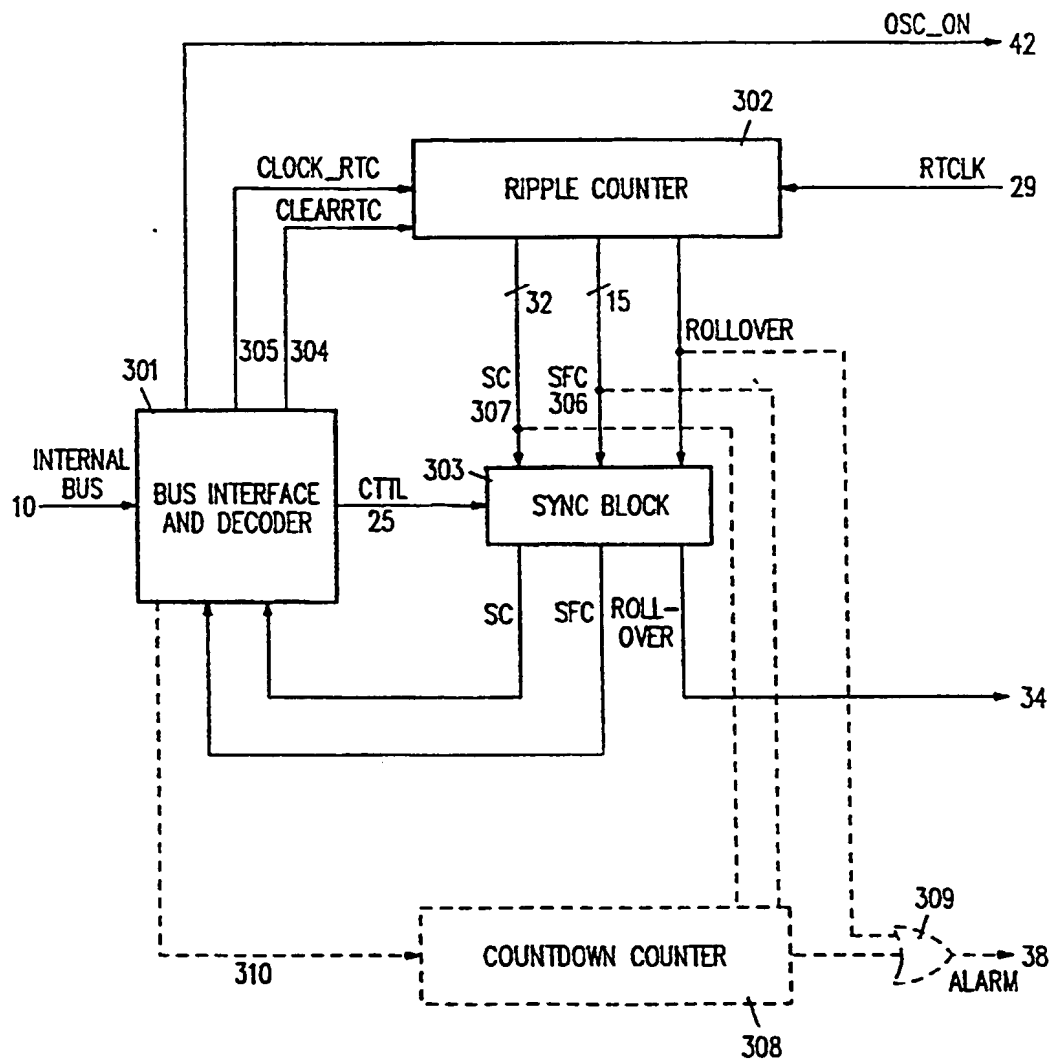 OSC_ON
42
302
CLOCK_RTC
RIPPLE COUNTER
RTCLK
29
CLEARRTC
32
15
ROLLOVER
305
304
301
SC
307
SFC
306
INTERNAL
BUS
10
303
BUS INTERFACE
AND DECODER
CTTL
25
SYNC BLOCK
SC
SFC
ROLL-
OVER
34
309
COUNTDOWN COUNTER
38
310
ALARM
308